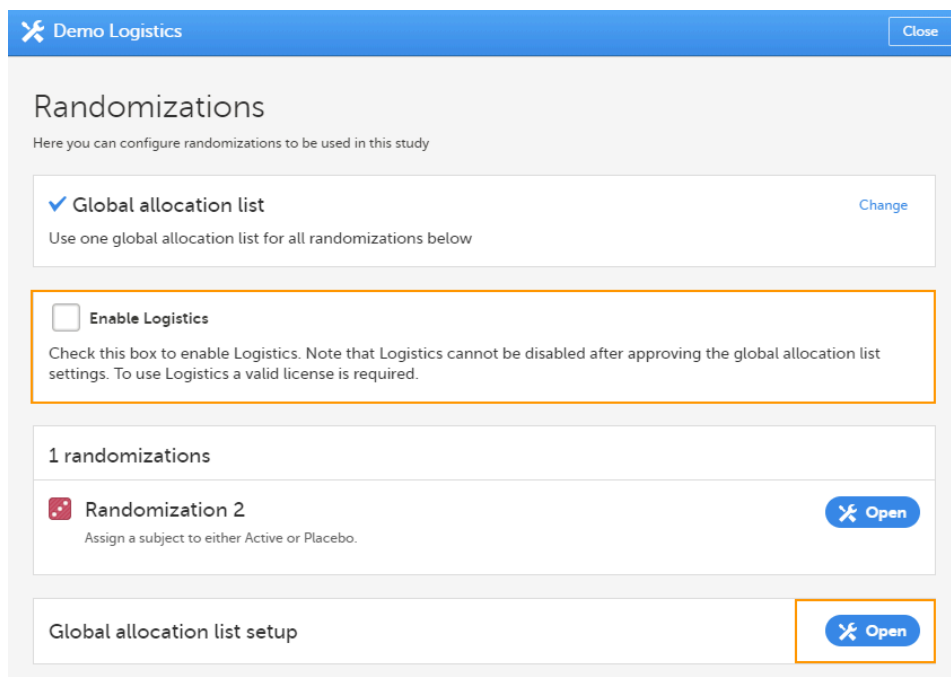 Demo Logistics
Close
Randomizations
Here you can configure randomizations to be used in this study
Global allocation list
Change
Use one global allocation list for all randomizations below
Enable Logistics
Check this box to enable Logistics. Note that Logistics cannot be disabled after approving the global allocation list
settings. To use Logistics a valid license is required.
1 randomizations
Randomization 2
Open
Assign a subject to either Active or Placebo.
Global allocation list setup
Open